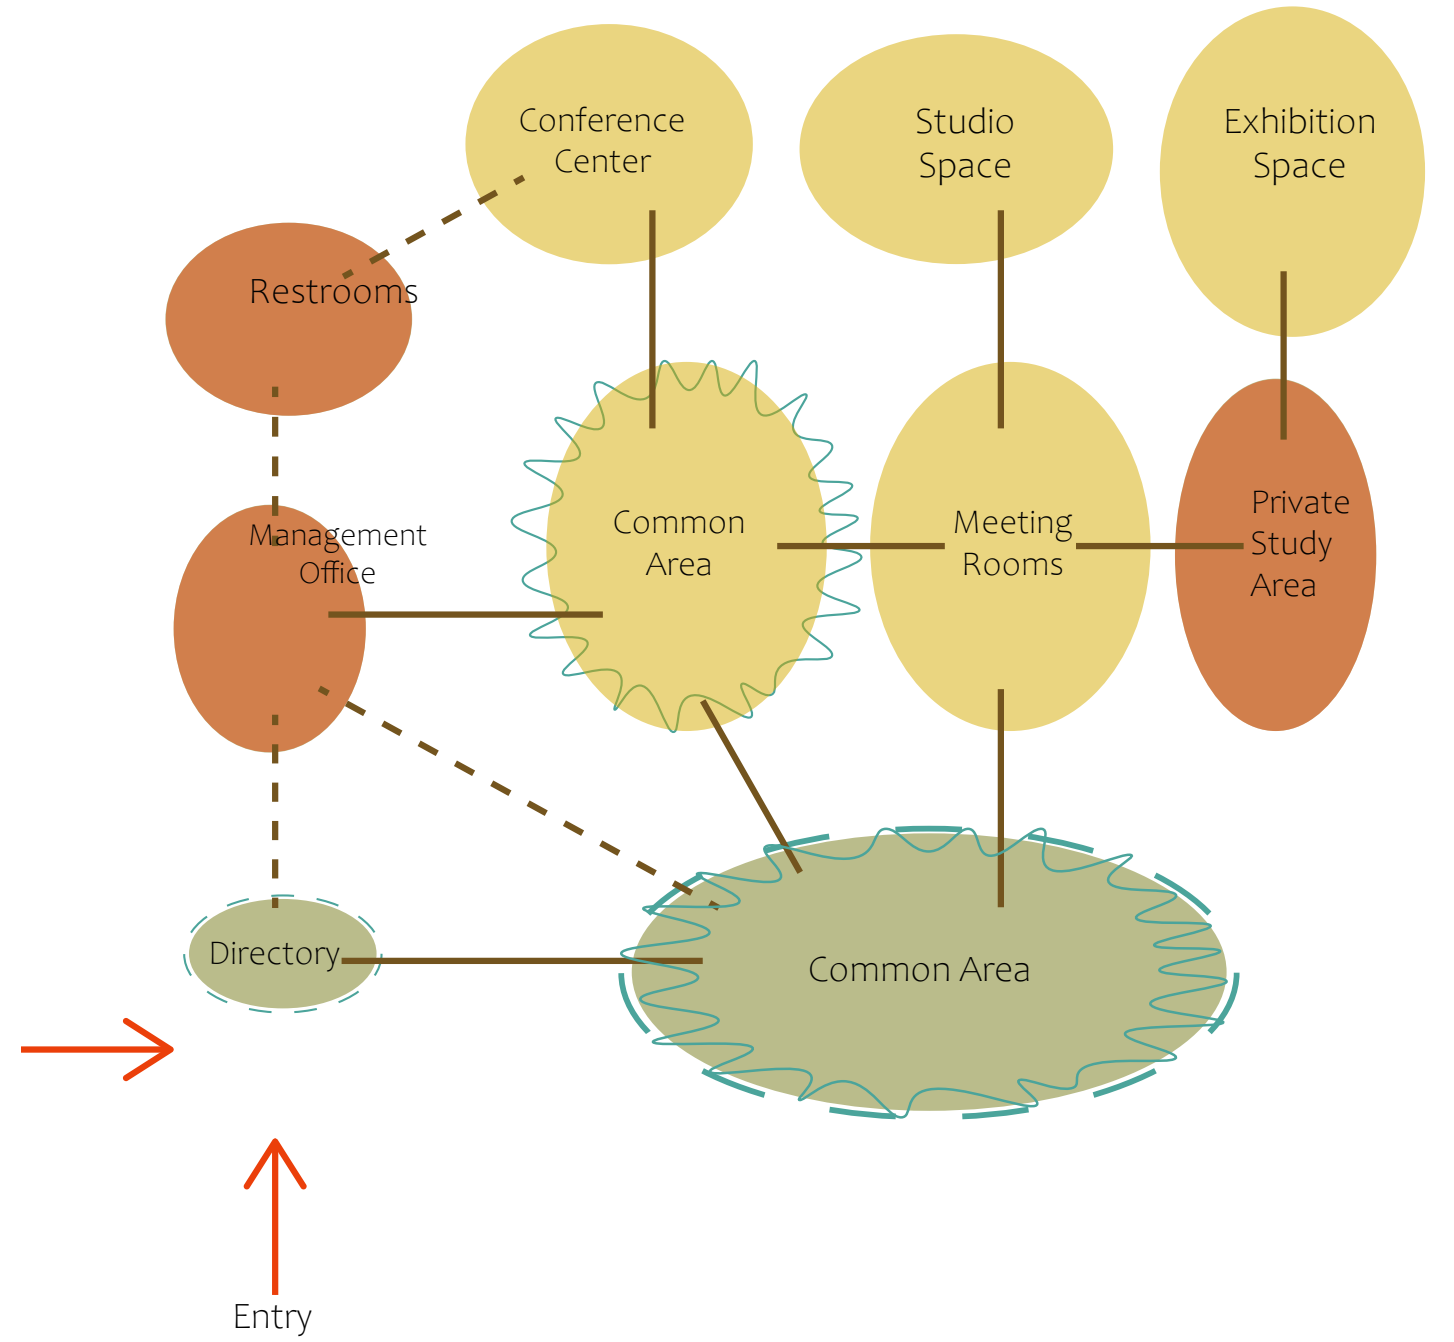 Conference
Center
Studio
Space
Exhibition
Space
Restrooms
Management
Office
Common
Area
Meeting
Rooms
Private
Study
Area
Directory
Common Area
Entry